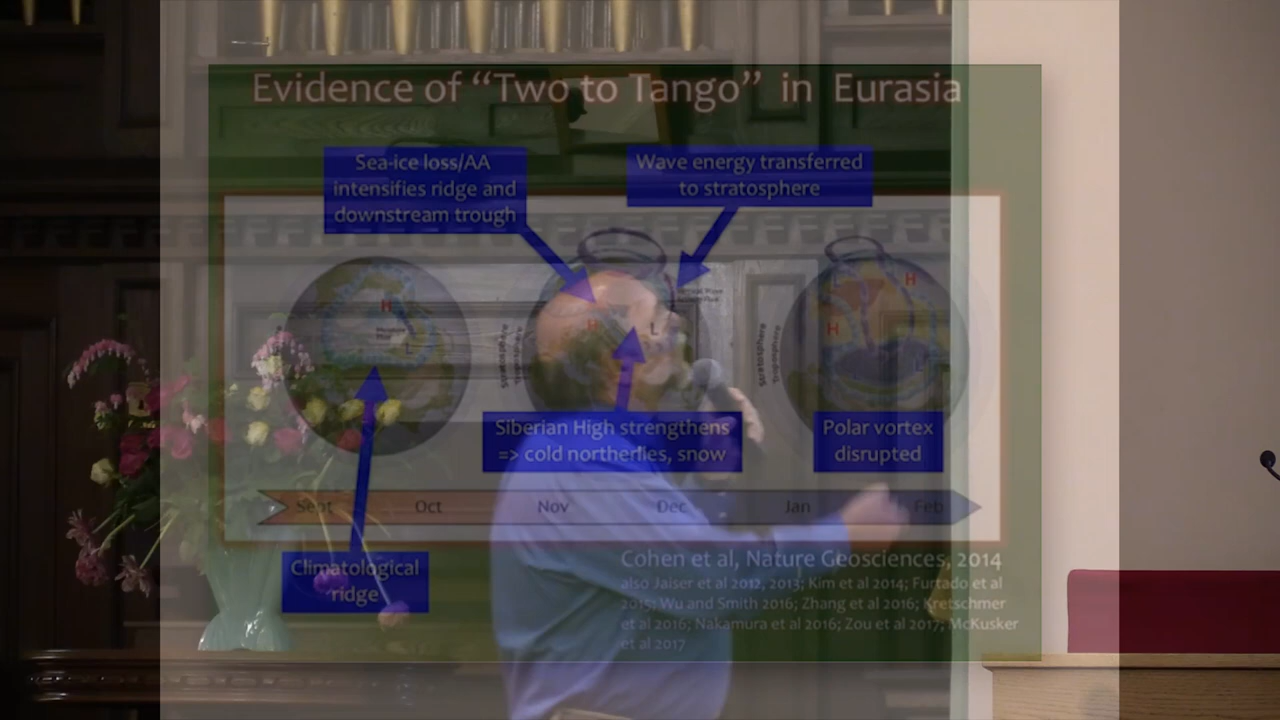 Evidence of “Two to Tango” in Eurasia
Sea-ice loss/AA
intensifies ridge and
downstream trough
Wave energy transferred
to stratosphere
H
L
Stratosphere
Troposphere
H
L
Stratosphere
Troposphere
H
H
L
L
Siberian High strengthens
=> cold northerlies, snow
Polar vortex
disrupted
Sept Oct Nov Dec Jan Feb
Climatological
ridge
Cohen et al, Nature Geosciences, 2014
also Jaiser et al 2012, 2013; Kim et al 2014; Furtado et al
2015; Wu and Smith 2016; Zhang et al 2016; Kretschmer
et al 2016; Nakamura et al 2016; Zou et al 2017; McKusker
et al 2017